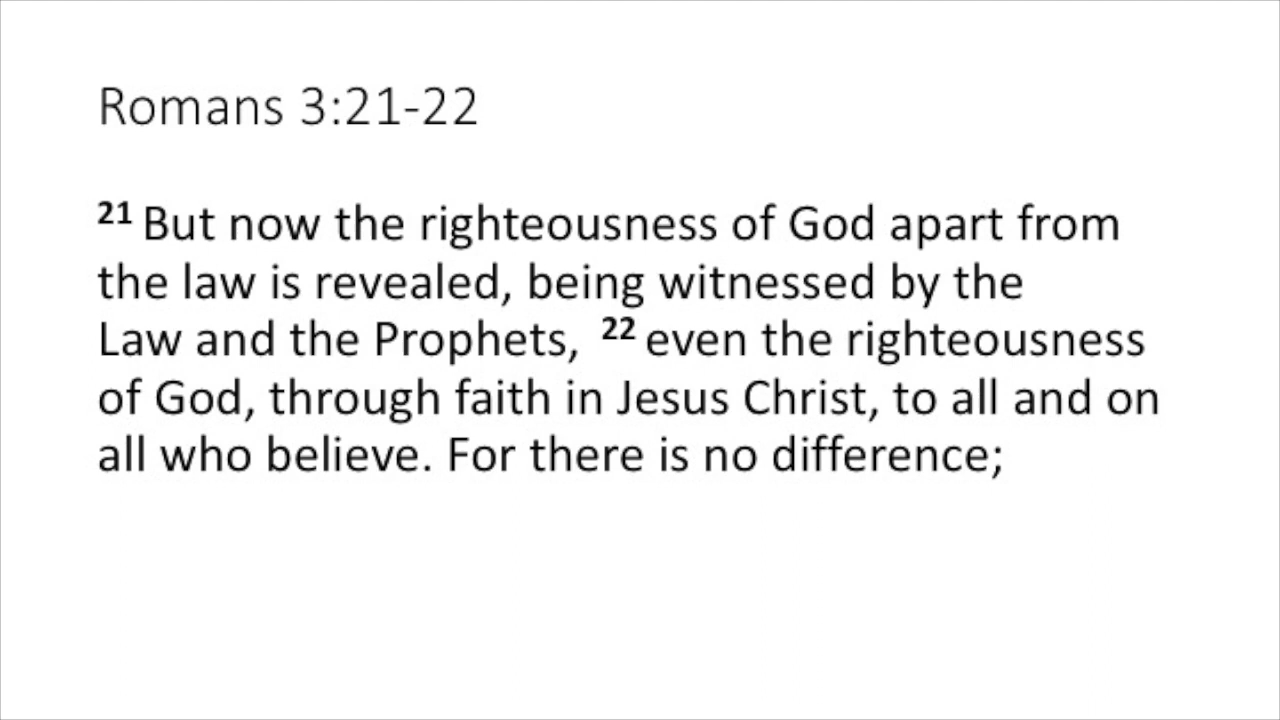 Romans 3:21-22
21 But now the righteousness of God apart from
the law is revealed, being witnessed by the
Law and the Prophets, 22 even the righteousness
of God, through faith in Jesus Christ, to all and on
all who believe. For there is no difference;